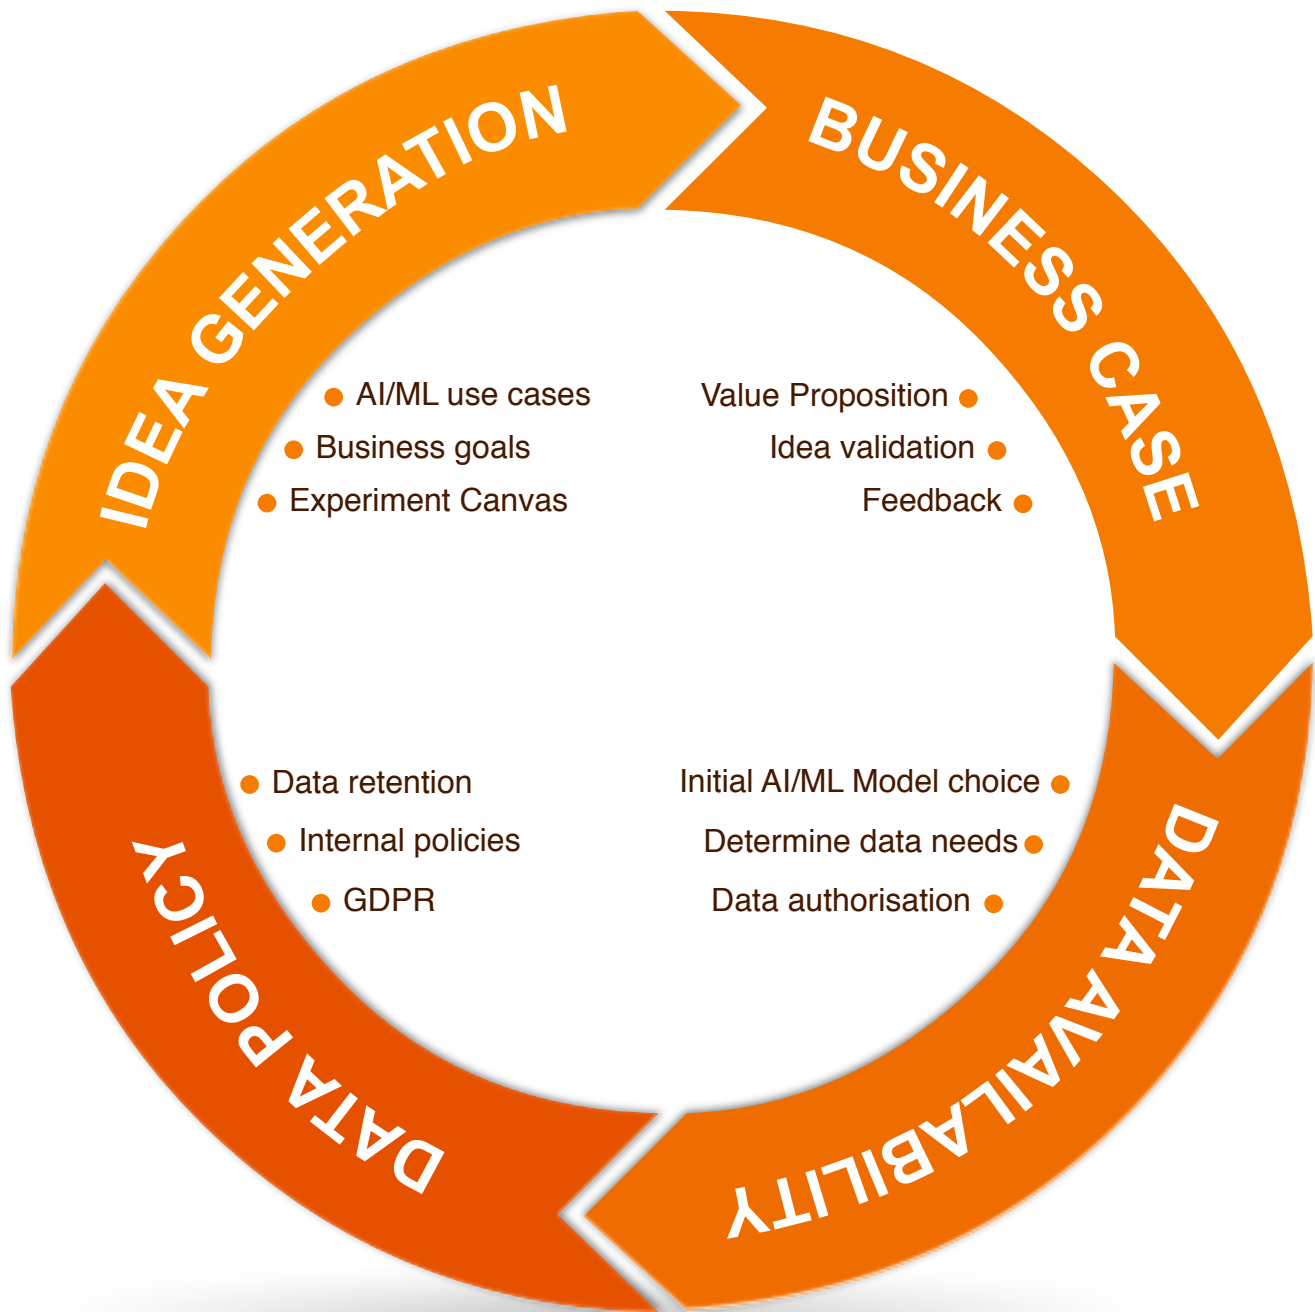 IDEA GENERATION
AI/ML use cases
Business goals
Experiment Canvas
BUSINESS CASE
Value Proposition
Idea validation
Feedback
DATA AVAILABILITY
Initial AI/ML Model choice
Determine data needs
Data authorisation
DATA POLICY
Data retention
Internal policies
GDPR